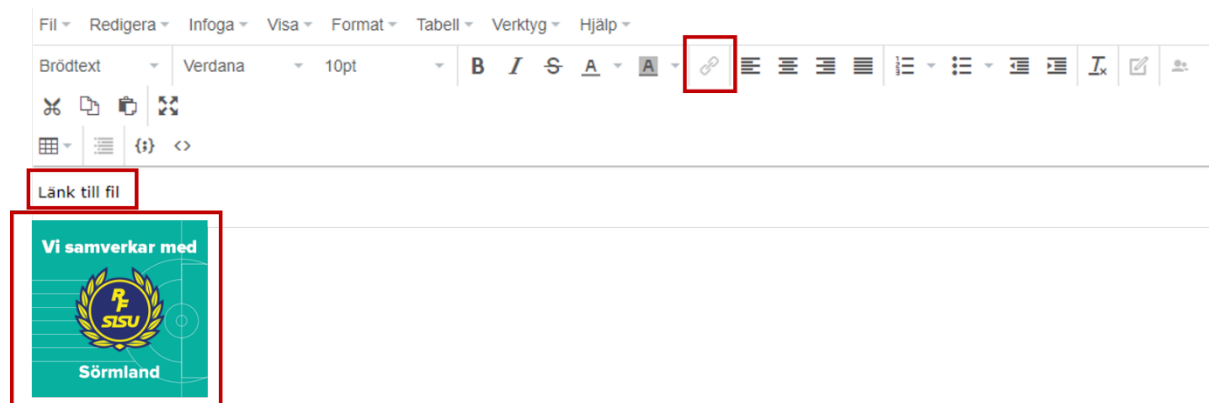 Fil Redigera Infoga Visa Format Tabell Verktyg Hjälp
Brödtext Verdana 10pt B I S A A
{;} <>
Länk till fil
Vi samverkar med
RF
SISU
Sörmland